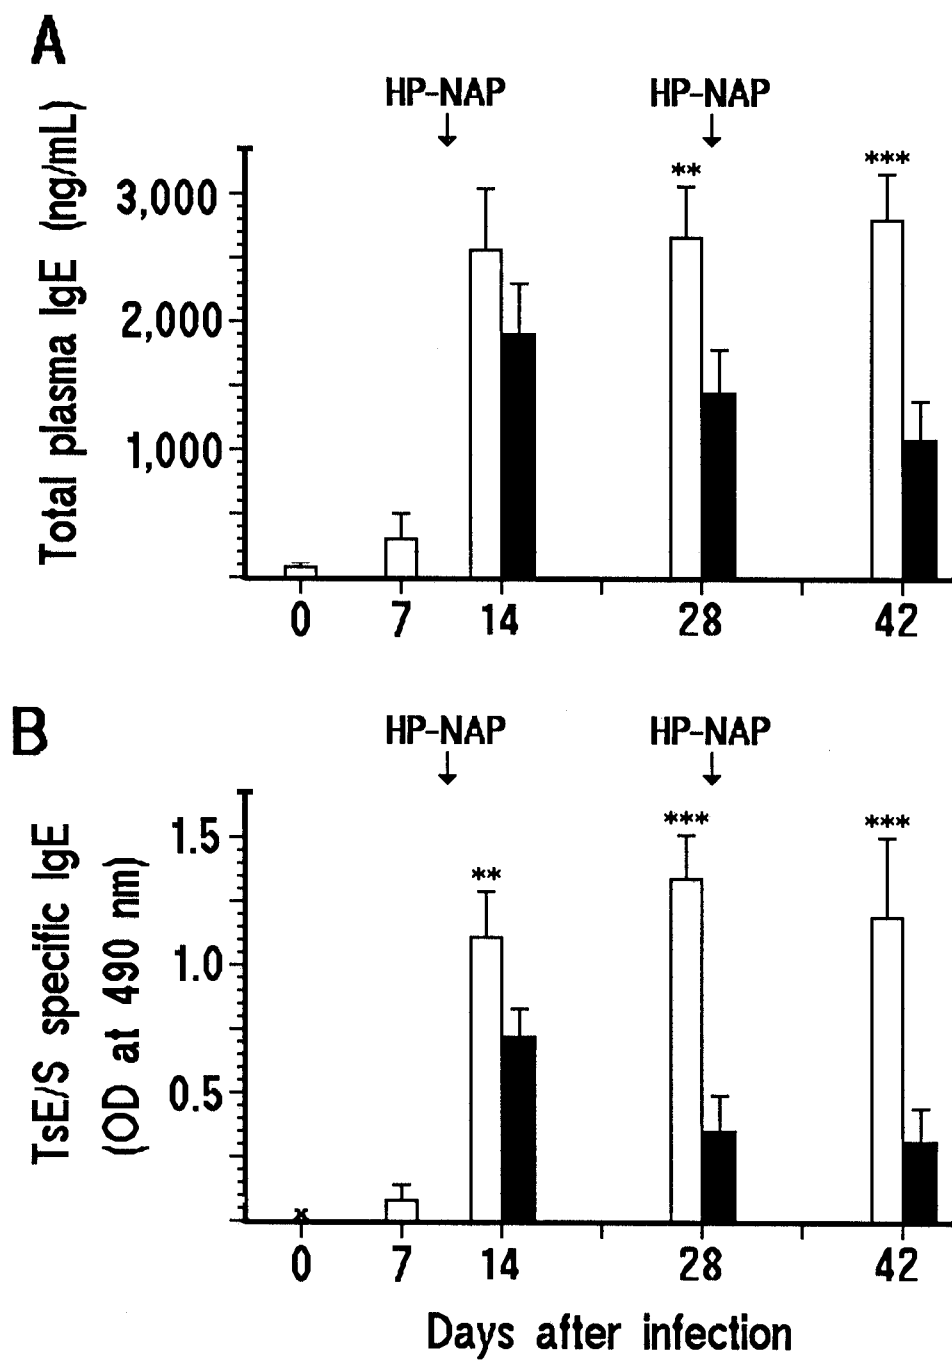 A
HP-NAP HP-NAP
Total plasma IgE (ng/mL)
3,000
2,000
1,000
** ***
0 7 14 28 42
B
HP-NAP HP-NAP
TsE/S specific IgE
(OD at 490 nm)
1.5
1.0
0.5
** *** ***
x
0 7 14 28 42
Days after infection